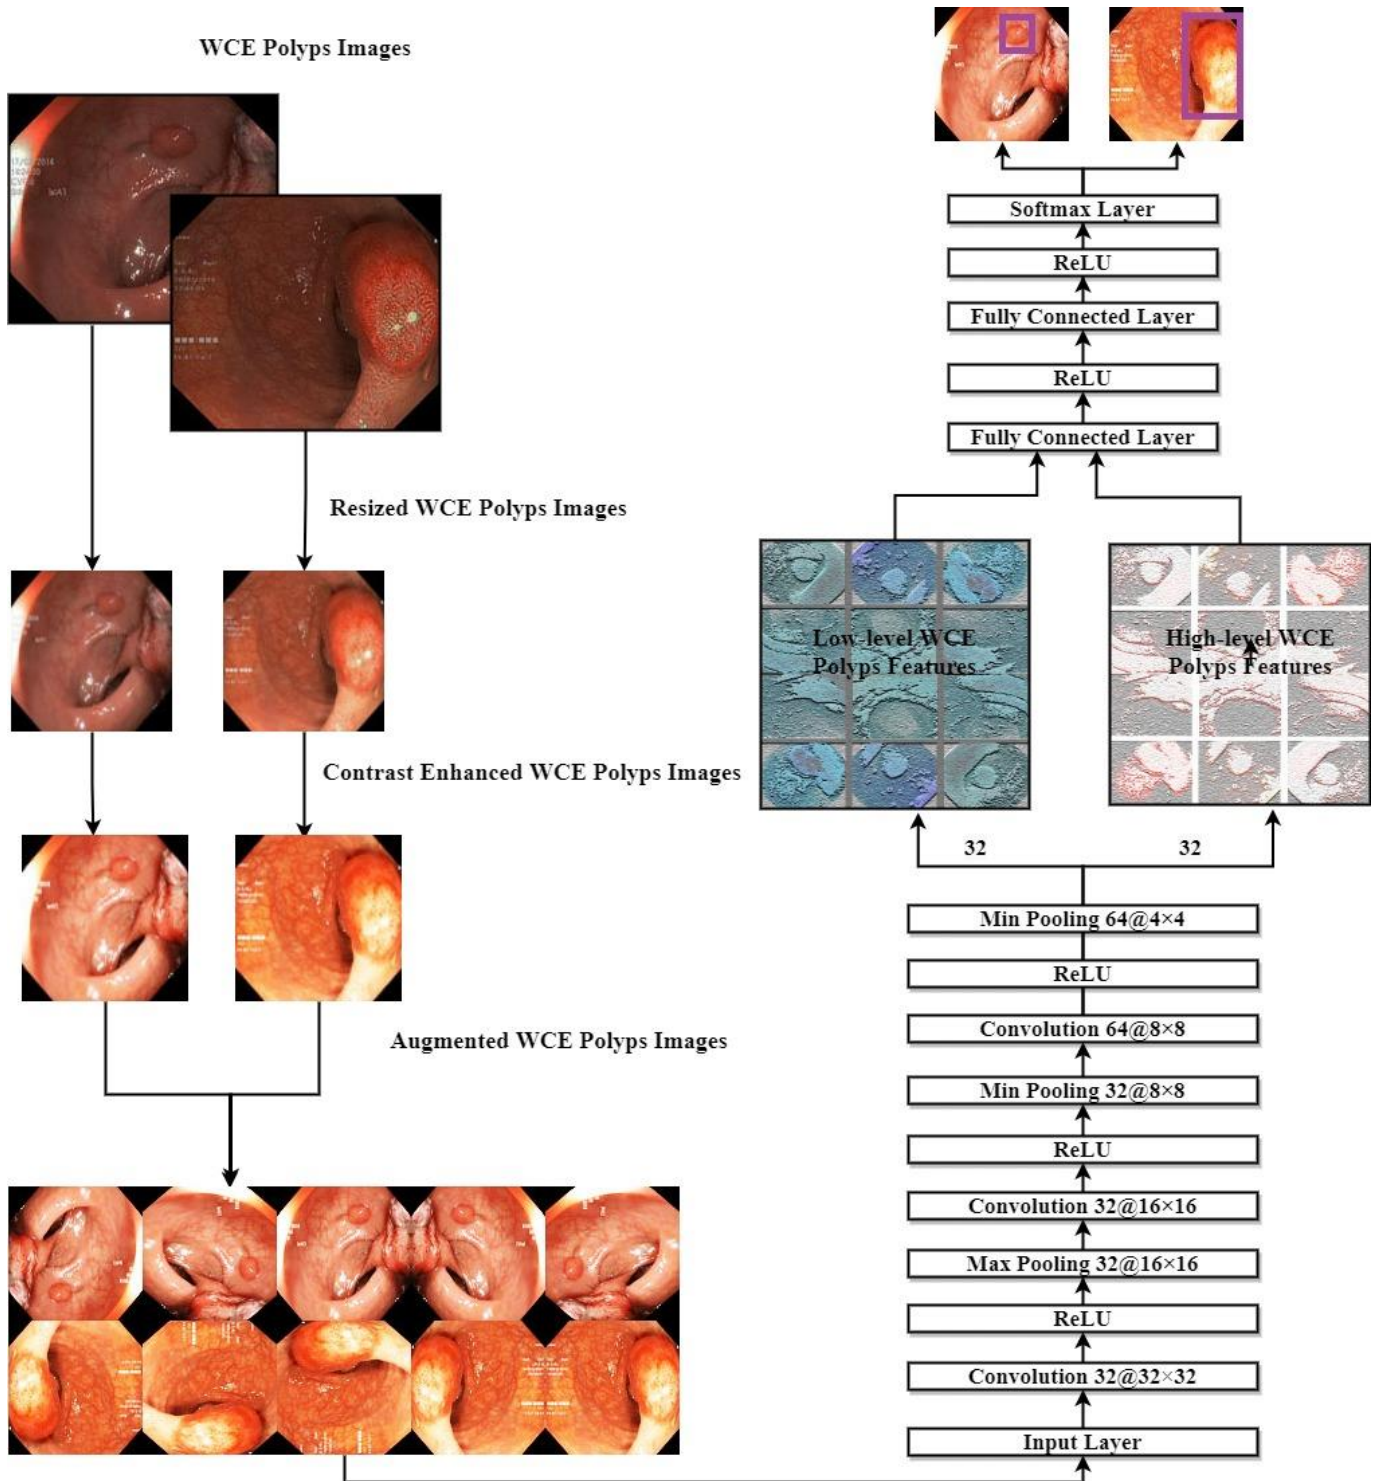 WCE Polyps Images
Resized WCE Polyps Images
Contrast Enhanced WCE Polyps Images
Augmented WCE Polyps Images
Softmax Layer
ReLU
Fully Connected Layer
ReLU
Fully Connected Layer
Low-level WCE
Polyps Features
High-level WCE
Polyps Features
32
32
Min Pooling 64@4×4
ReLU
Convolution 64@8×8
Min Pooling 32@8×8
ReLU
Convolution 32@16×16
Max Pooling 32@16×16
ReLU
Convolution 32@32×32
Input Layer